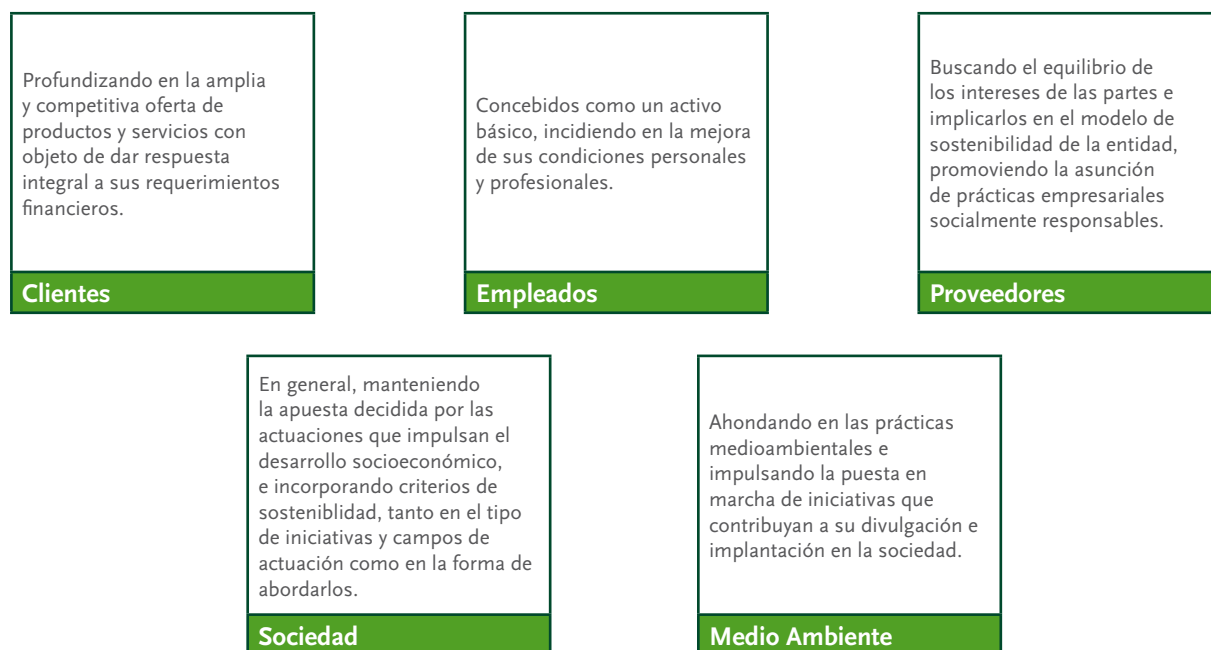 Profundizando en la amplia
y competitiva oferta de
productos y servicios con
objeto de dar respuesta
integral a sus requerimientos
financieros.
Clientes
Concebidos como un activo
básico, incidiendo en la mejora
de sus condiciones personales
y profesionales.
Empleados
Buscando el equilibrio de
los intereses de las partes e
implicarlos en el modelo de
sostenibilidad de la entidad,
promoviendo la asunción
de prácticas empresariales
socialmente responsables.
Proveedores
En general, manteniendo
la apuesta decidida por las
actuaciones que impulsan el
desarrollo socioeconómico,
e incorporando criterios de
sosteniblidad, tanto en el tipo
de iniciativas y campos de
actuación como en la forma de
abordarlos.
Sociedad
Ahondando en las prácticas
medioambientales e
impulsando la puesta en
marcha de iniciativas que
contribuyan a su divulgación e
implantación en la sociedad.
Medio Ambiente